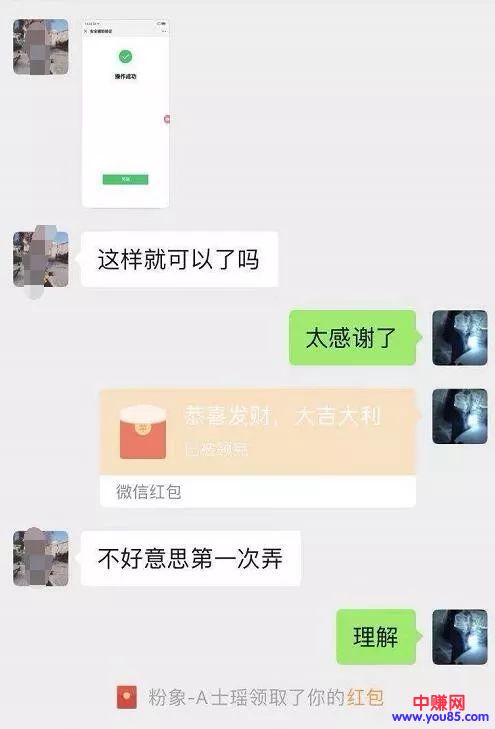 操作成功
这样就可以了吗
太感谢了
恭喜发财，大吉大利
已被领完
微信红包
不好意思第一次弄
理解
粉象-A士瑶领取了你的红包
中赚网
www.you85.com